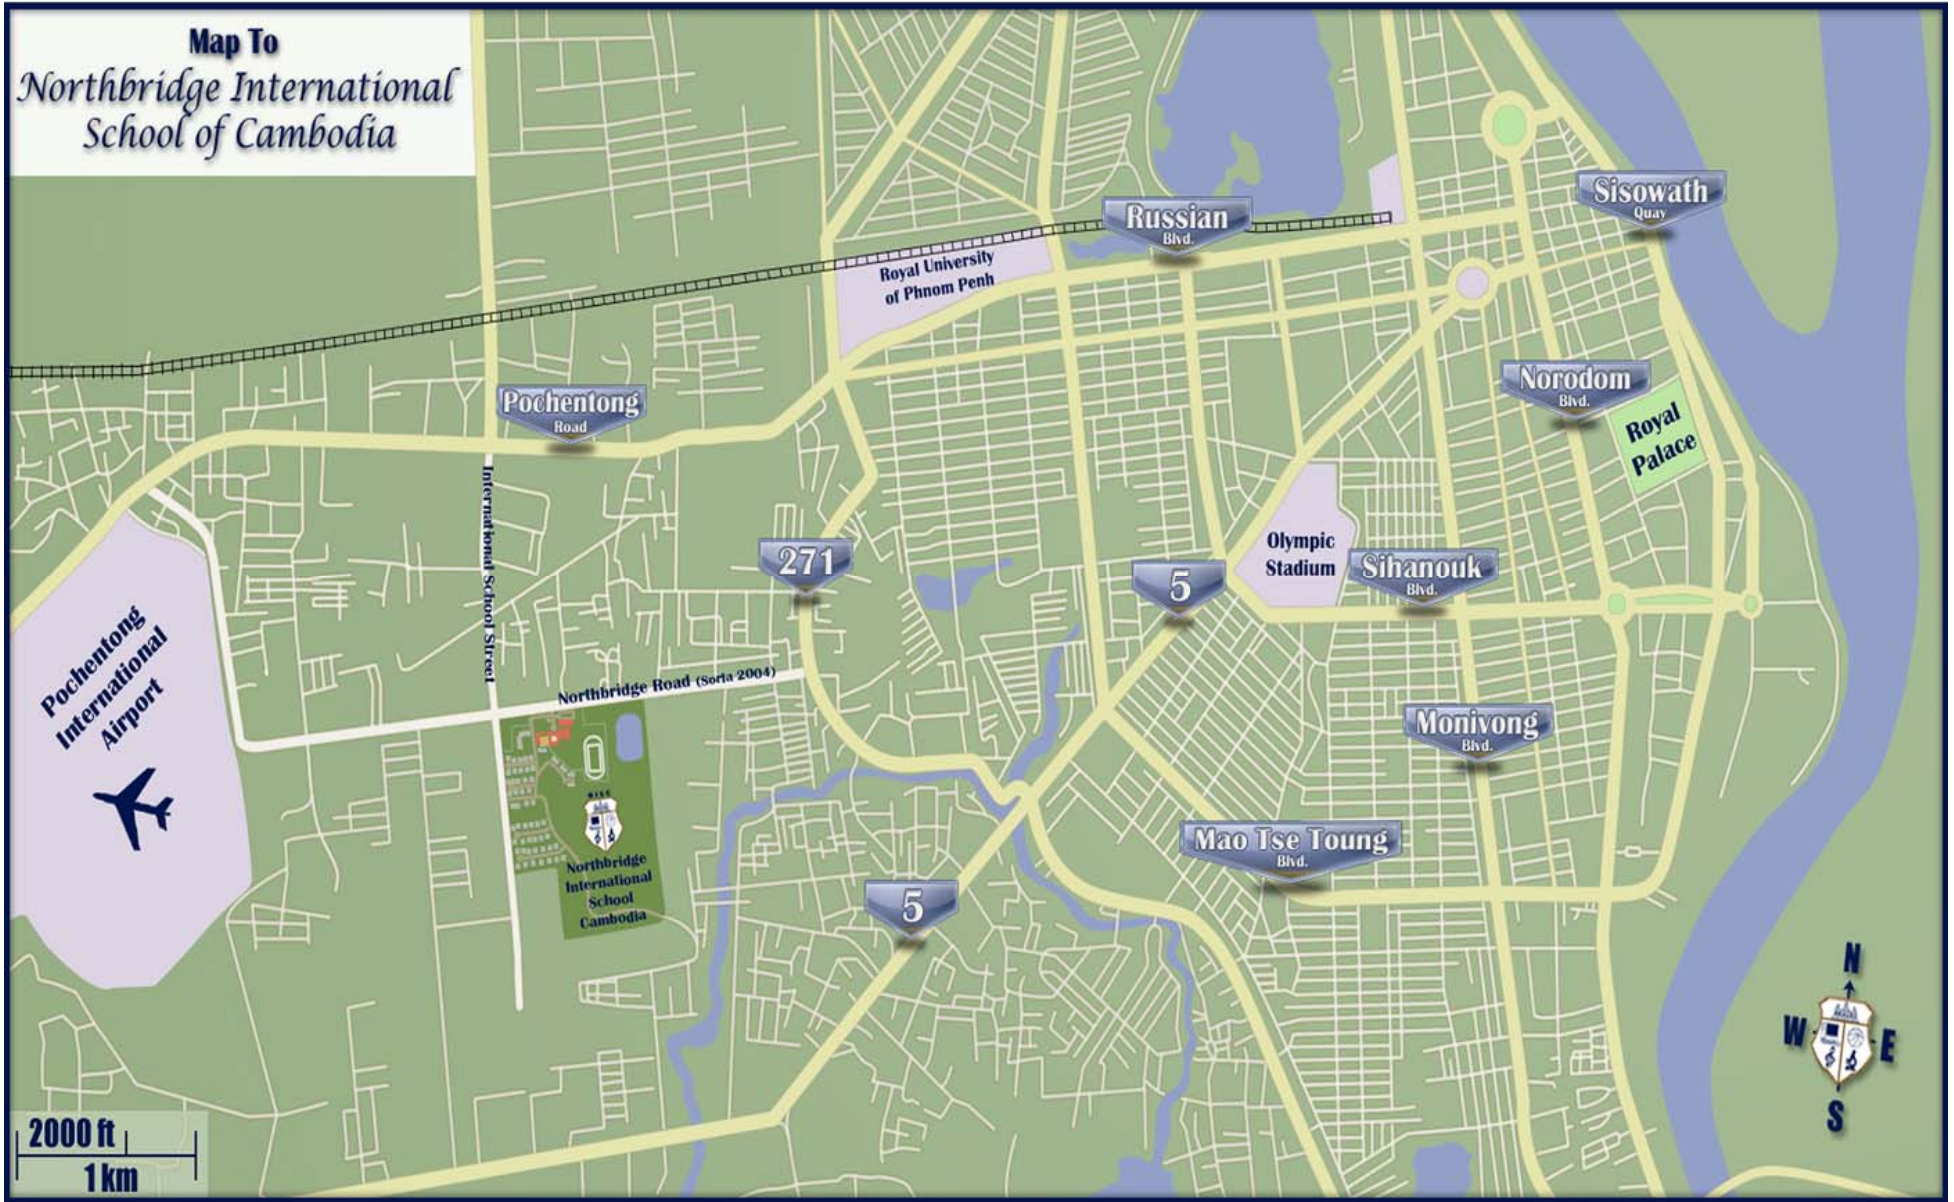 Map To
Northbridge International
School of Cambodia
Sisowath
Quay
Russian
Blvd.
Royal University
of Phnom Penh
Norodom
Blvd.
Pochentong
Road
Royal
Palace
International School Street
271
5
Olympic
Stadium
Sihanouk
Blvd.
Pochentong
International
Airport
Northbridge Road (Sorta 2004)
Monivong
Blvd.
NISC
Northbridge
International
School
Cambodia
Mao Tse Toung
Blvd.
5
N
W
E
S
2000 ft
1 km